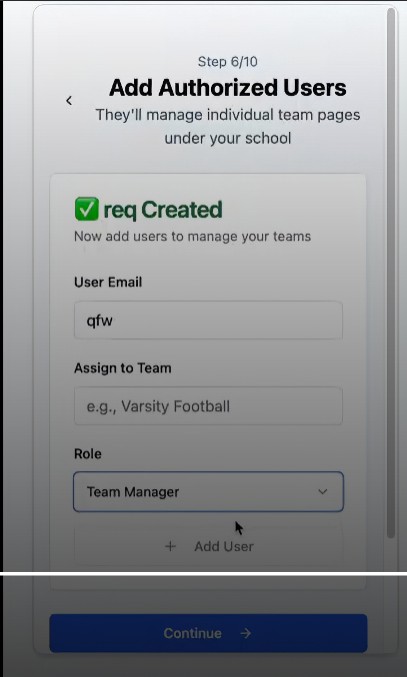 Step 6/10
Add Authorized Users
They'll manage individual team pages
under your school
✅ req Created
Now add users to manage your teams
User Email
qfw
Assign to Team
e.g., Varsity Football
Role
Team Manager
+ Add User
Continue →